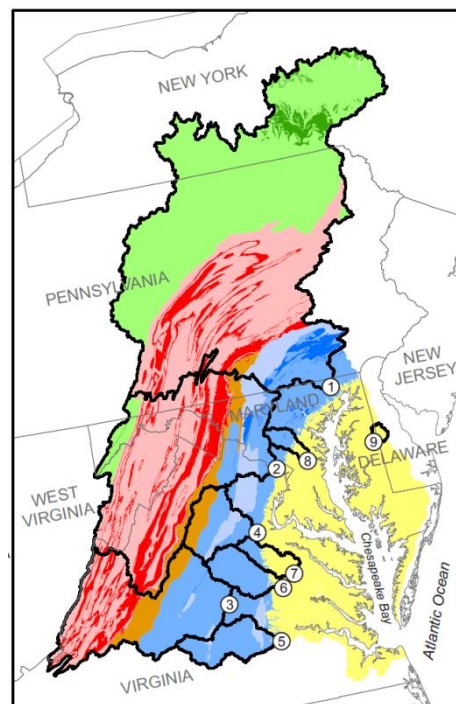 NEW YORK
PENNSYLVANIA
NEW
JERSEY
1
MARYLAND
9
8
DELAWARE
2
WEST
VIRGINIA
4
Chesapeake Bay
7
6
3
Atlantic Ocean
5
VIRGINIA